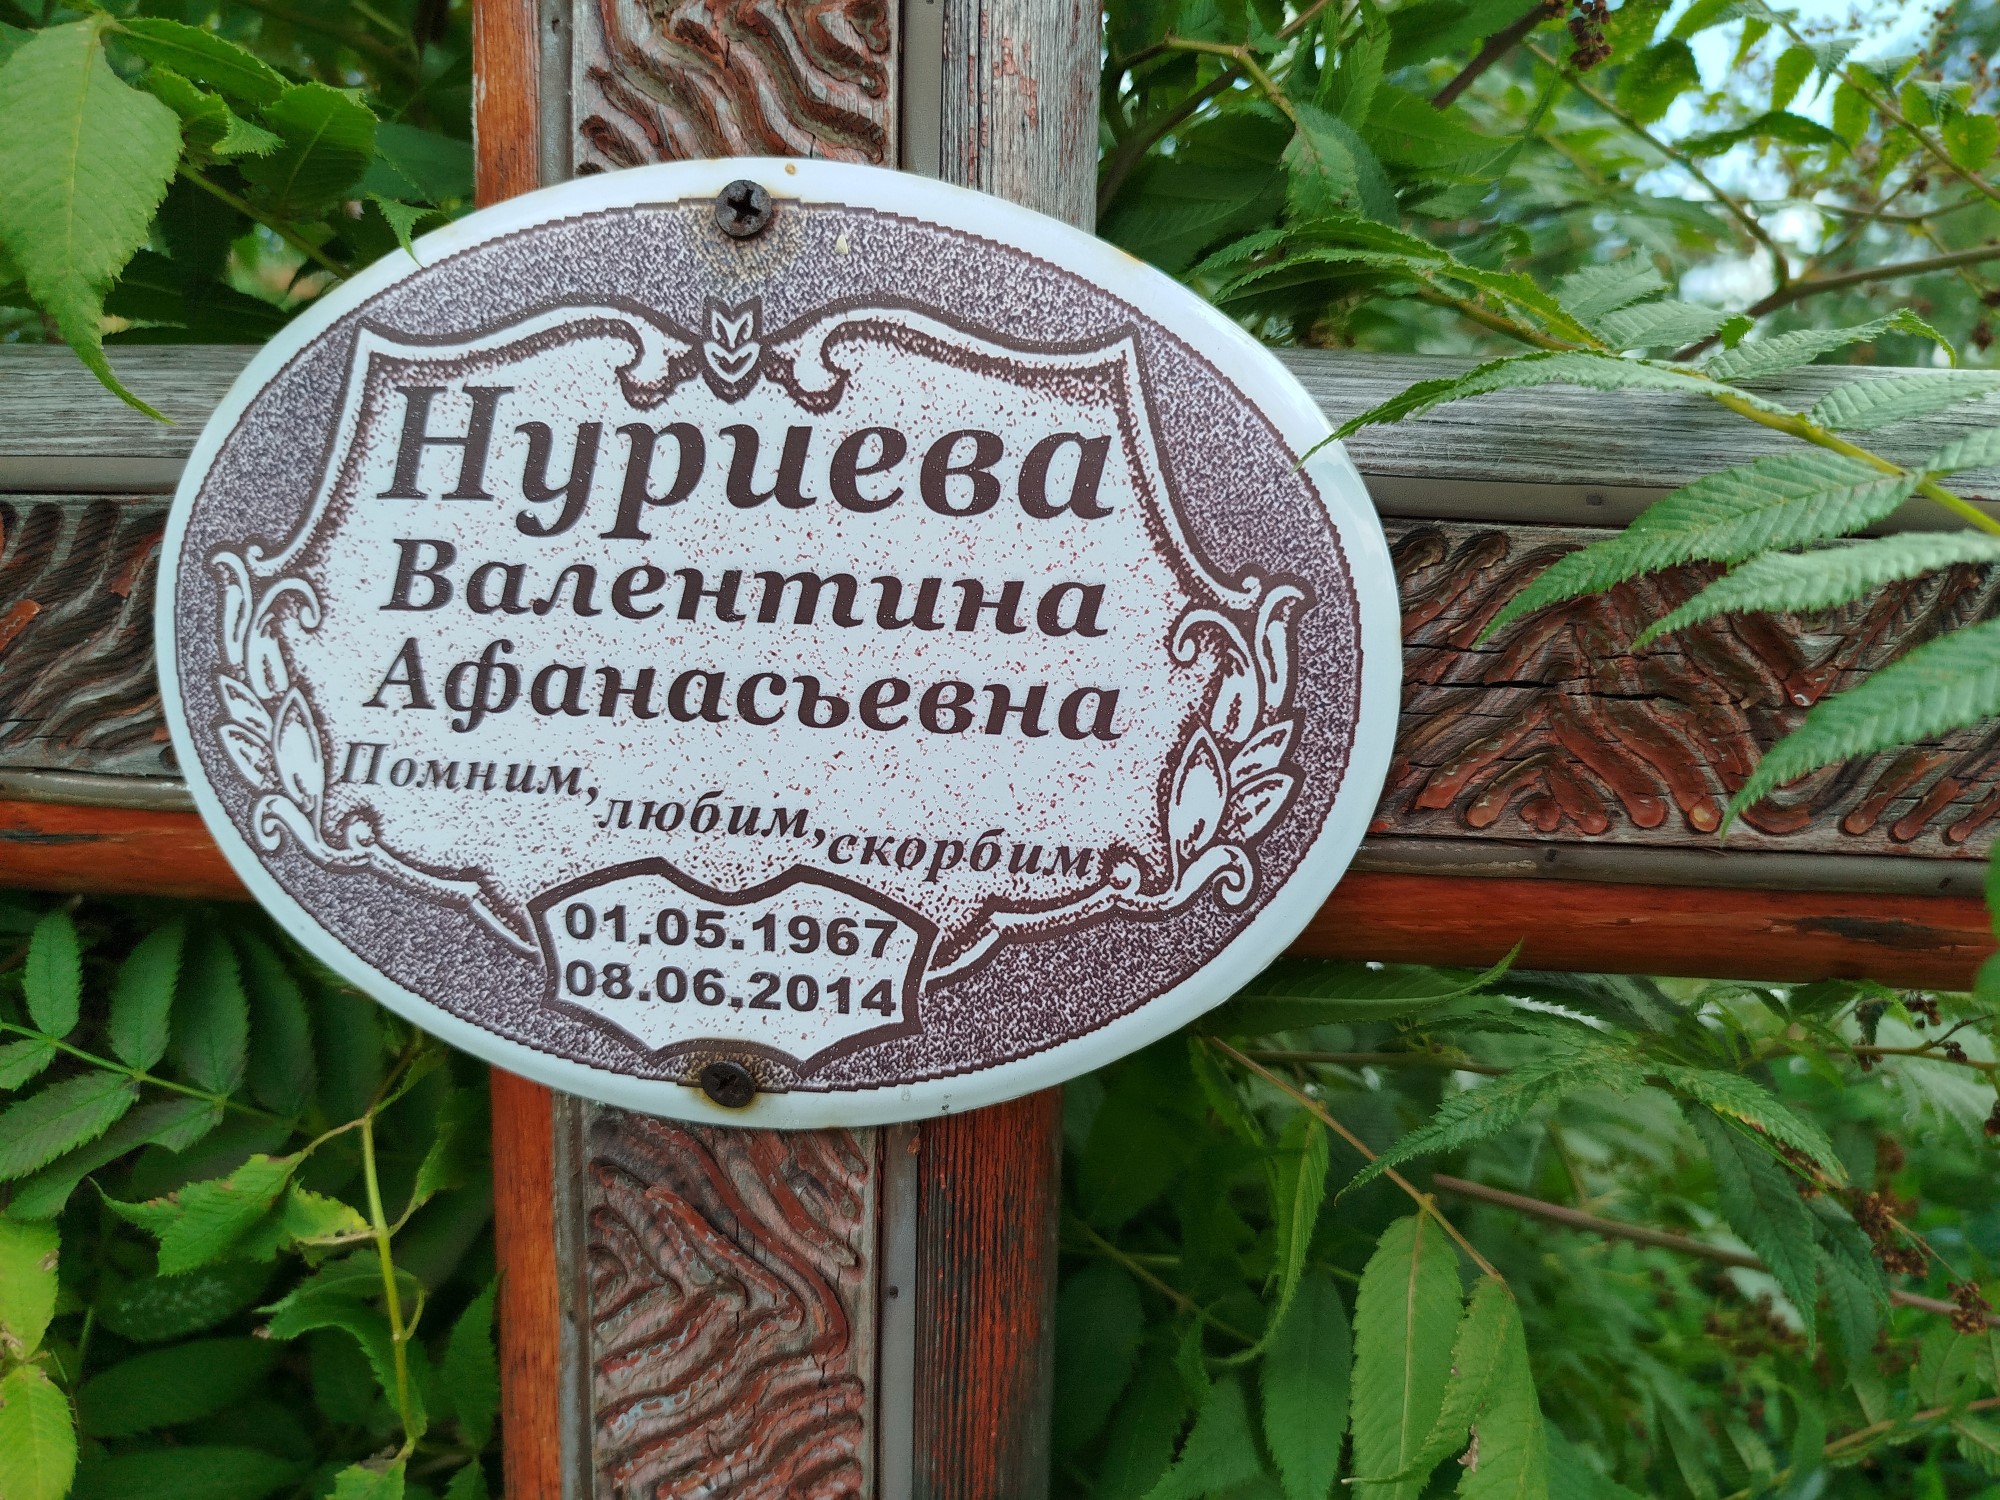 Нуриева
Валентина
Афанасьевна
Помним, любим, скорбим
01.05.1967
08.06.2014